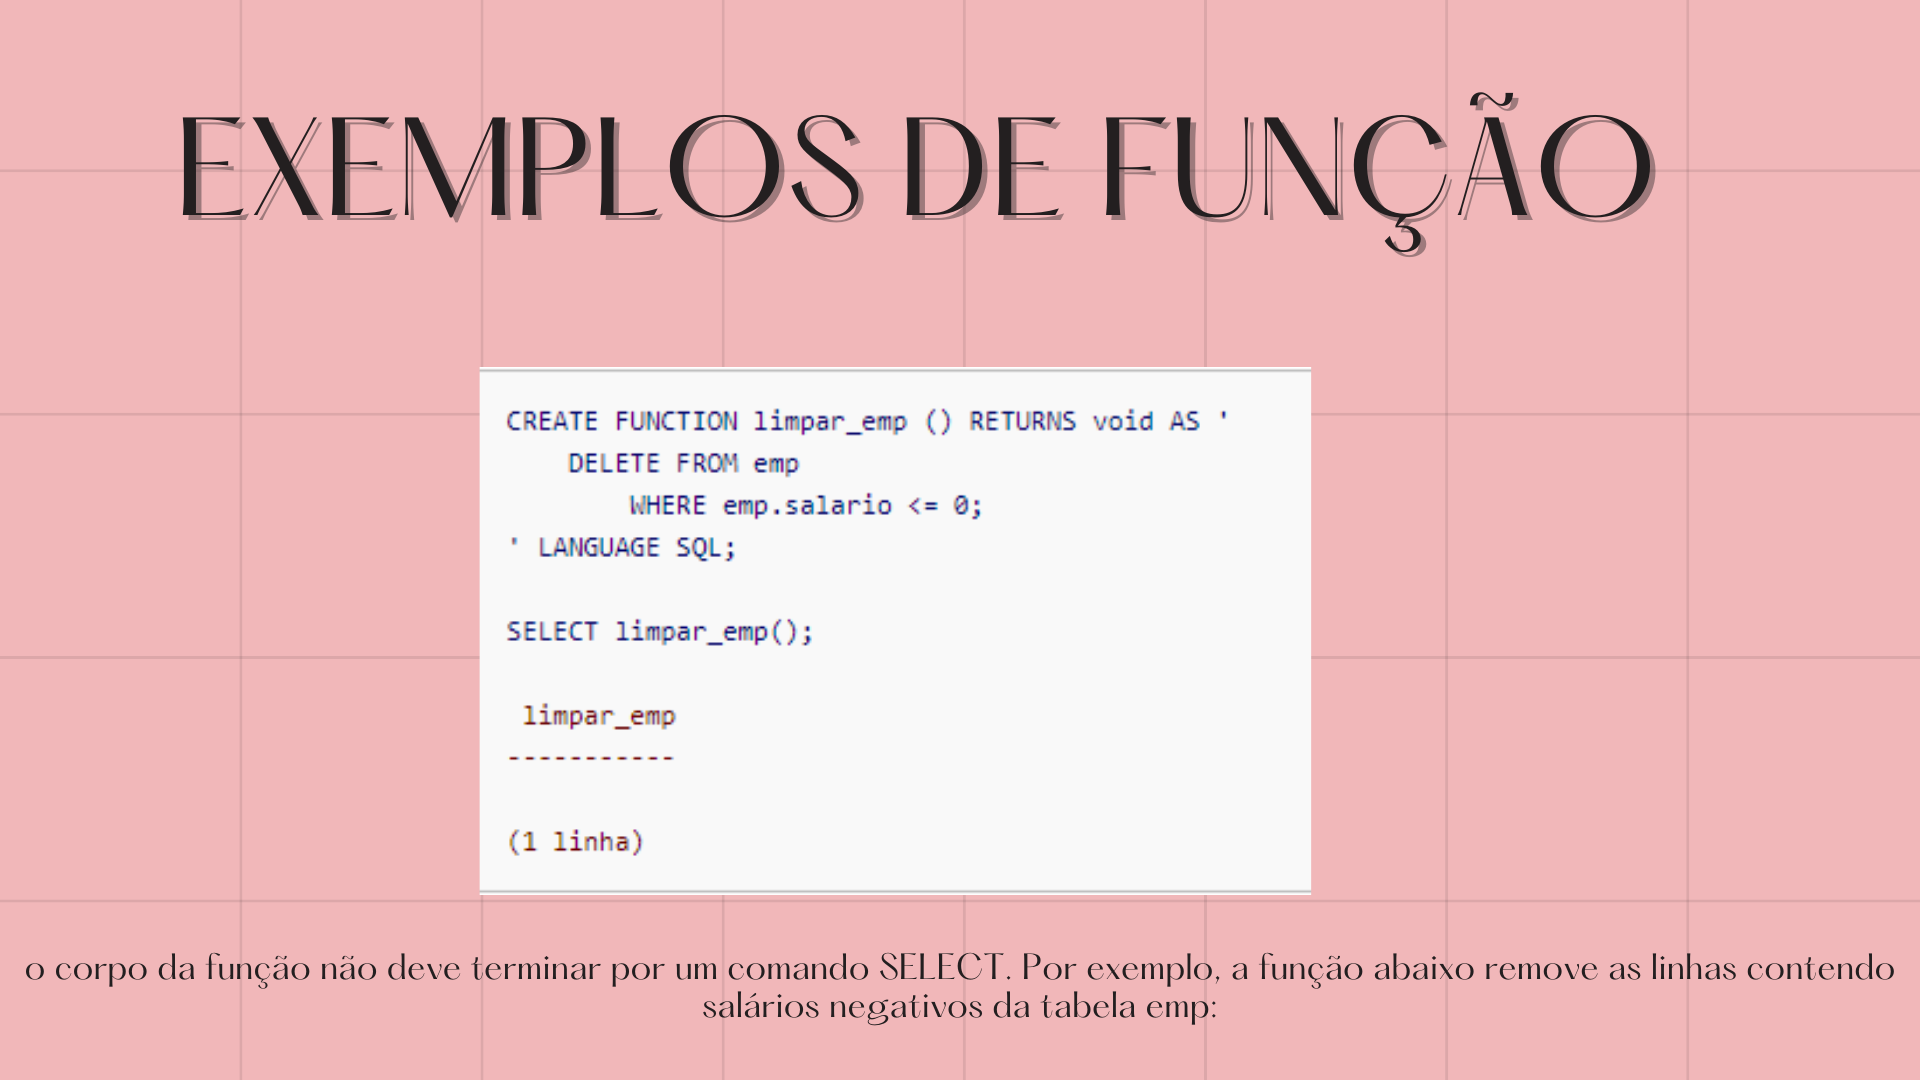 EXEMPLOS DE FUNÇÃO
CREATE FUNCTION limpar_emp () RETURNS void AS '
    DELETE FROM emp
        WHERE emp.salario <= 0;
' LANGUAGE SQL;
SELECT limpar_emp();
 limpar_emp
-----------
(1 linha)
o corpo da função não deve terminar por um comando SELECT. Por exemplo, a função abaixo remove as linhas contendo
salários negativos da tabela emp: